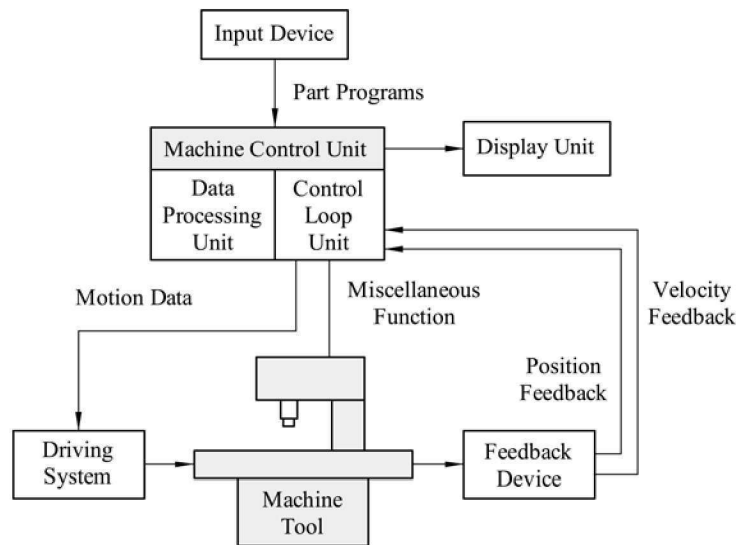 Input Device
Part Programs
Machine Control Unit
Display Unit
Data
Processing
Unit
Control
Loop
Unit
Motion Data
Miscellaneous
Function
Velocity
Feedback
Position
Feedback
Driving
System
Feedback
Device
Machine
Tool